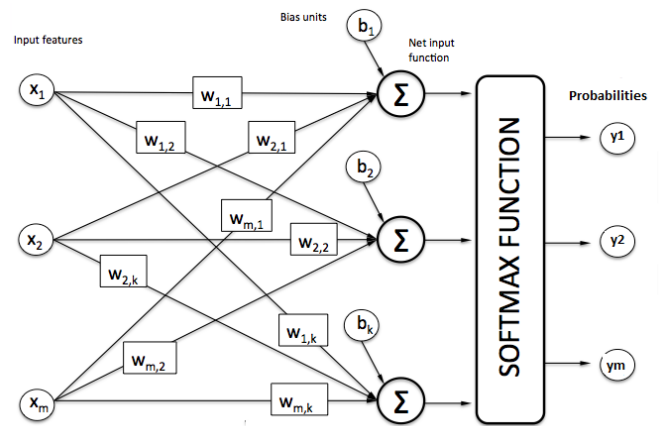 Input features
Bias units
b1
Net input
function
x1
w1,1
Σ
Probabilities
w1,2
w2,1
y1
b2
wm,1
x2
w2,2
Σ
SOFTMAX FUNCTION
y2
w2,k
w1,k
bk
wm,2
ym
xm
wm,k
Σ